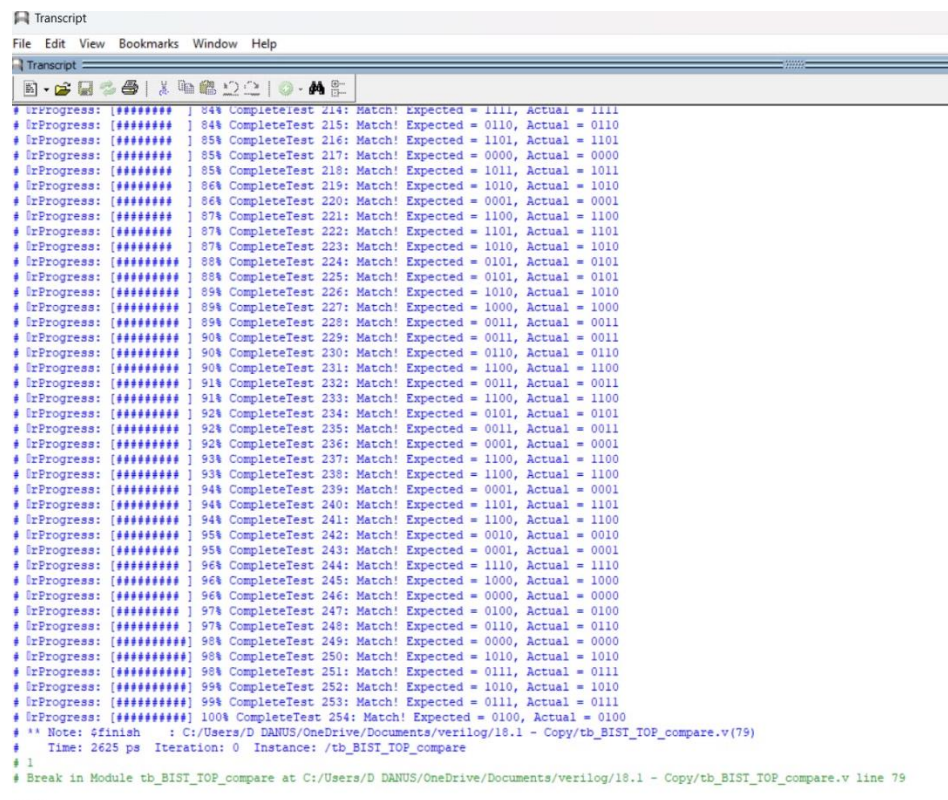 Transcript
File Edit View Bookmarks Window Help
Transcript
# rProgress: [######## ] 84% CompleteTest 214: Match! Expected = 1111, Actual = 1111
# rProgress: [######## ] 84% CompleteTest 215: Match! Expected = 0110, Actual = 0110
# rProgress: [######## ] 85% CompleteTest 216: Match! Expected = 1101, Actual = 1101
# rProgress: [######## ] 85% CompleteTest 217: Match! Expected = 0000, Actual = 0000
# rProgress: [######## ] 85% CompleteTest 218: Match! Expected = 1011, Actual = 1011
# rProgress: [######## ] 86% CompleteTest 219: Match! Expected = 1010, Actual = 1010
# rProgress: [######## ] 86% CompleteTest 220: Match! Expected = 0001, Actual = 0001
# rProgress: [######## ] 87% CompleteTest 221: Match! Expected = 1100, Actual = 1100
# rProgress: [######## ] 87% CompleteTest 222: Match! Expected = 1101, Actual = 1101
# rProgress: [######## ] 87% CompleteTest 223: Match! Expected = 1010, Actual = 1010
# rProgress: [######### ] 88% CompleteTest 224: Match! Expected = 0101, Actual = 0101
# rProgress: [######### ] 88% CompleteTest 225: Match! Expected = 0101, Actual = 0101
# rProgress: [######### ] 89% CompleteTest 226: Match! Expected = 1010, Actual = 1010
# rProgress: [######### ] 89% CompleteTest 227: Match! Expected = 1000, Actual = 1000
# rProgress: [######### ] 89% CompleteTest 228: Match! Expected = 0011, Actual = 0011
# rProgress: [######### ] 90% CompleteTest 229: Match! Expected = 0011, Actual = 0011
# rProgress: [######### ] 90% CompleteTest 230: Match! Expected = 0110, Actual = 0110
# rProgress: [######### ] 90% CompleteTest 231: Match! Expected = 1100, Actual = 1100
# rProgress: [######### ] 91% CompleteTest 232: Match! Expected = 0011, Actual = 0011
# rProgress: [######### ] 91% CompleteTest 233: Match! Expected = 1100, Actual = 1100
# rProgress: [######### ] 92% CompleteTest 234: Match! Expected = 0101, Actual = 0101
# rProgress: [######### ] 92% CompleteTest 235: Match! Expected = 0011, Actual = 0011
# rProgress: [######### ] 92% CompleteTest 236: Match! Expected = 0001, Actual = 0001
# rProgress: [######### ] 93% CompleteTest 237: Match! Expected = 1100, Actual = 1100
# rProgress: [######### ] 93% CompleteTest 238: Match! Expected = 1100, Actual = 1100
# rProgress: [######### ] 94% CompleteTest 239: Match! Expected = 0001, Actual = 0001
# rProgress: [######### ] 94% CompleteTest 240: Match! Expected = 1101, Actual = 1101
# rProgress: [######### ] 94% CompleteTest 241: Match! Expected = 1100, Actual = 1100
# rProgress: [######### ] 95% CompleteTest 242: Match! Expected = 0010, Actual = 0010
# rProgress: [######### ] 95% CompleteTest 243: Match! Expected = 0001, Actual = 0001
# rProgress: [######### ] 96% CompleteTest 244: Match! Expected = 1110, Actual = 1110
# rProgress: [######### ] 96% CompleteTest 245: Match! Expected = 1000, Actual = 1000
# rProgress: [######### ] 96% CompleteTest 246: Match! Expected = 0000, Actual = 0000
# rProgress: [######### ] 97% CompleteTest 247: Match! Expected = 0100, Actual = 0100
# rProgress: [######### ] 97% CompleteTest 248: Match! Expected = 0110, Actual = 0110
# rProgress: [##########] 98% CompleteTest 249: Match! Expected = 0000, Actual = 0000
# rProgress: [##########] 98% CompleteTest 250: Match! Expected = 1010, Actual = 1010
# rProgress: [##########] 98% CompleteTest 251: Match! Expected = 0111, Actual = 0111
# rProgress: [##########] 99% CompleteTest 252: Match! Expected = 1010, Actual = 1010
# rProgress: [##########] 99% CompleteTest 253: Match! Expected = 0111, Actual = 0111
# rProgress: [##########] 100% CompleteTest 254: Match! Expected = 0100, Actual = 0100
# ** Note: $finish : C:/Users/D DANUS/OneDrive/Documents/verilog/18.1 - Copy/tb_BIST_TOP_compare.v(79)
# Time: 2625 ps Iteration: 0 Instance: /tb_BIST_TOP_compare
# 1
# Break in Module tb_BIST_TOP_compare at C:/Users/D DANUS/OneDrive/Documents/verilog/18.1 - Copy/tb_BIST_TOP_compare.v line 79